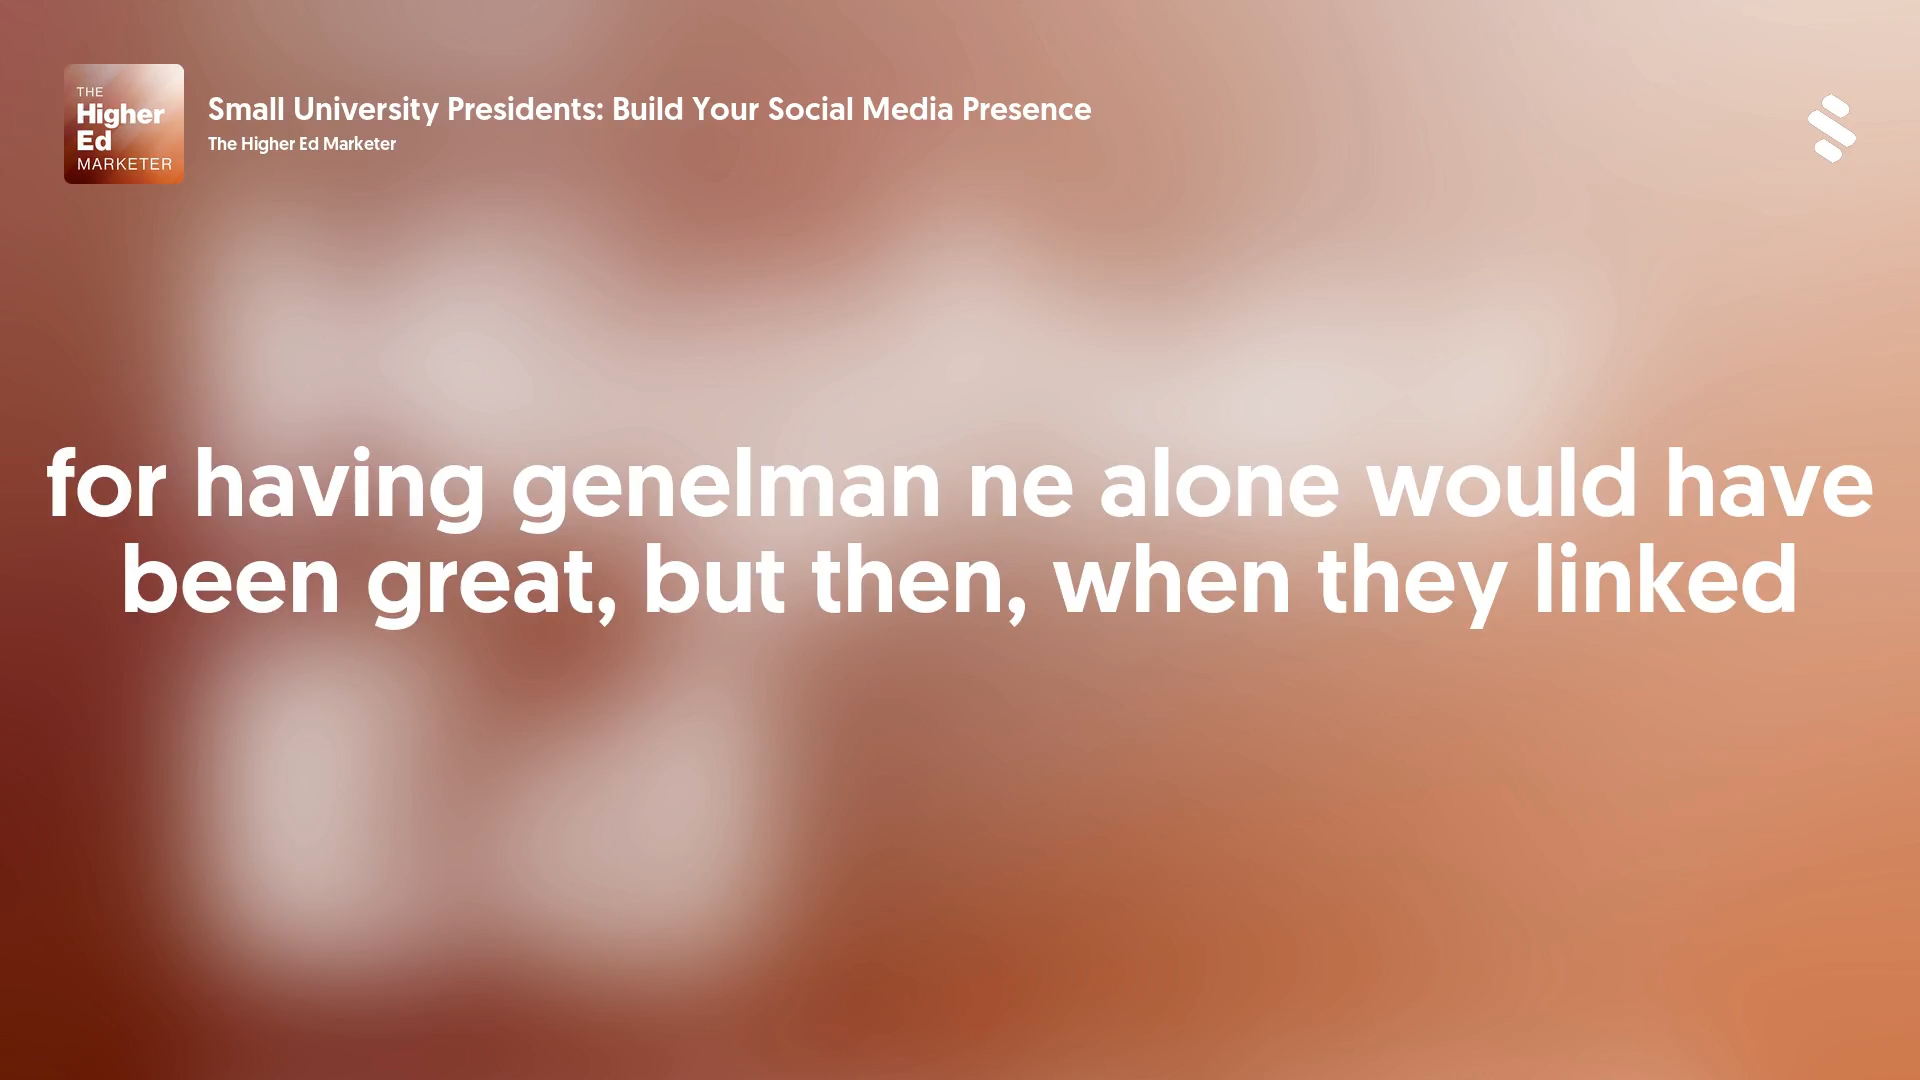 THE
Higher
Ed
MARKETER
Small University Presidents: Build Your Social Media Presence
The Higher Ed Marketer
for having genelman ne alone would have
been great, but then, when they linked